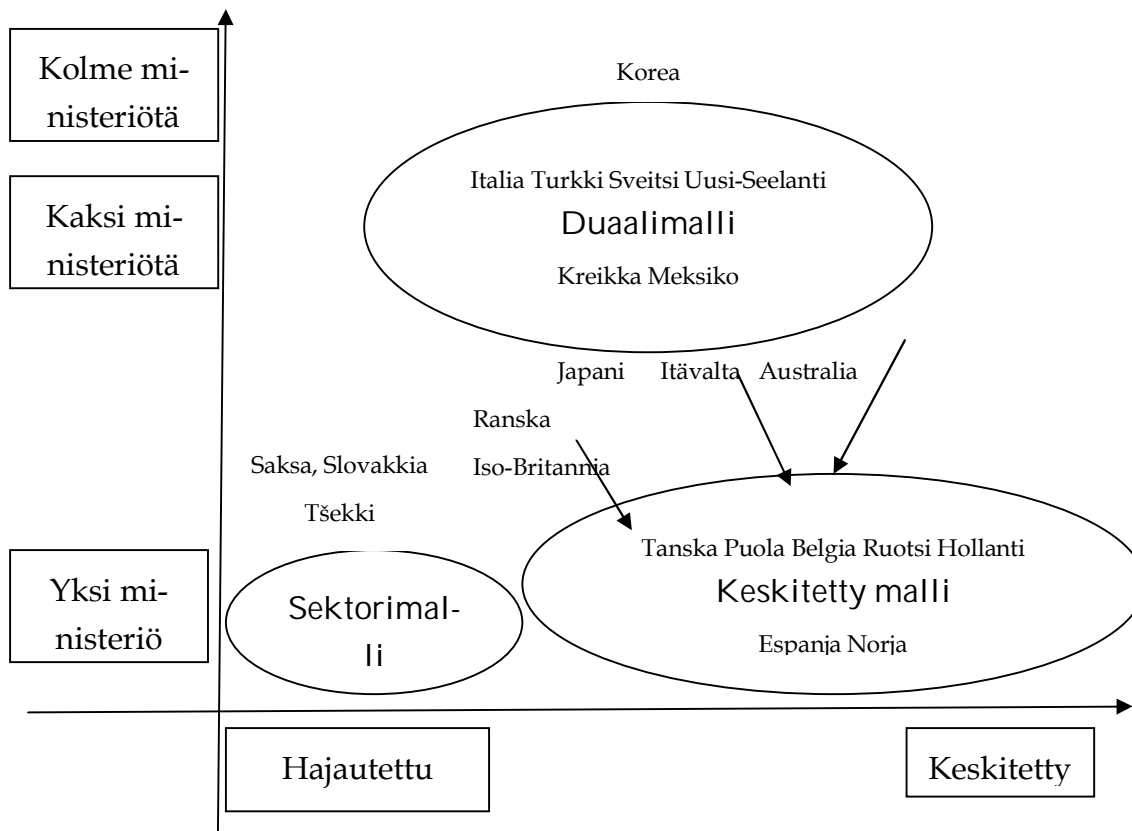 Kolme mi-
nisteriötä
Korea
Kaksi mi-
nisteriötä
Italia Turkki Sveitsi Uusi-Seelanti
Duaalimalli
Kreikka Meksiko
Japani Itävalta Australia
Ranska
Iso-Britannia
Saksa, Slovakkia
Tšekki
Yksi mi-
nisteriö
Sektorimal-
li
Tanska Puola Belgia Ruotsi Hollanti
Keskitetty malli
Espanja Norja
Hajautettu
Keskitetty